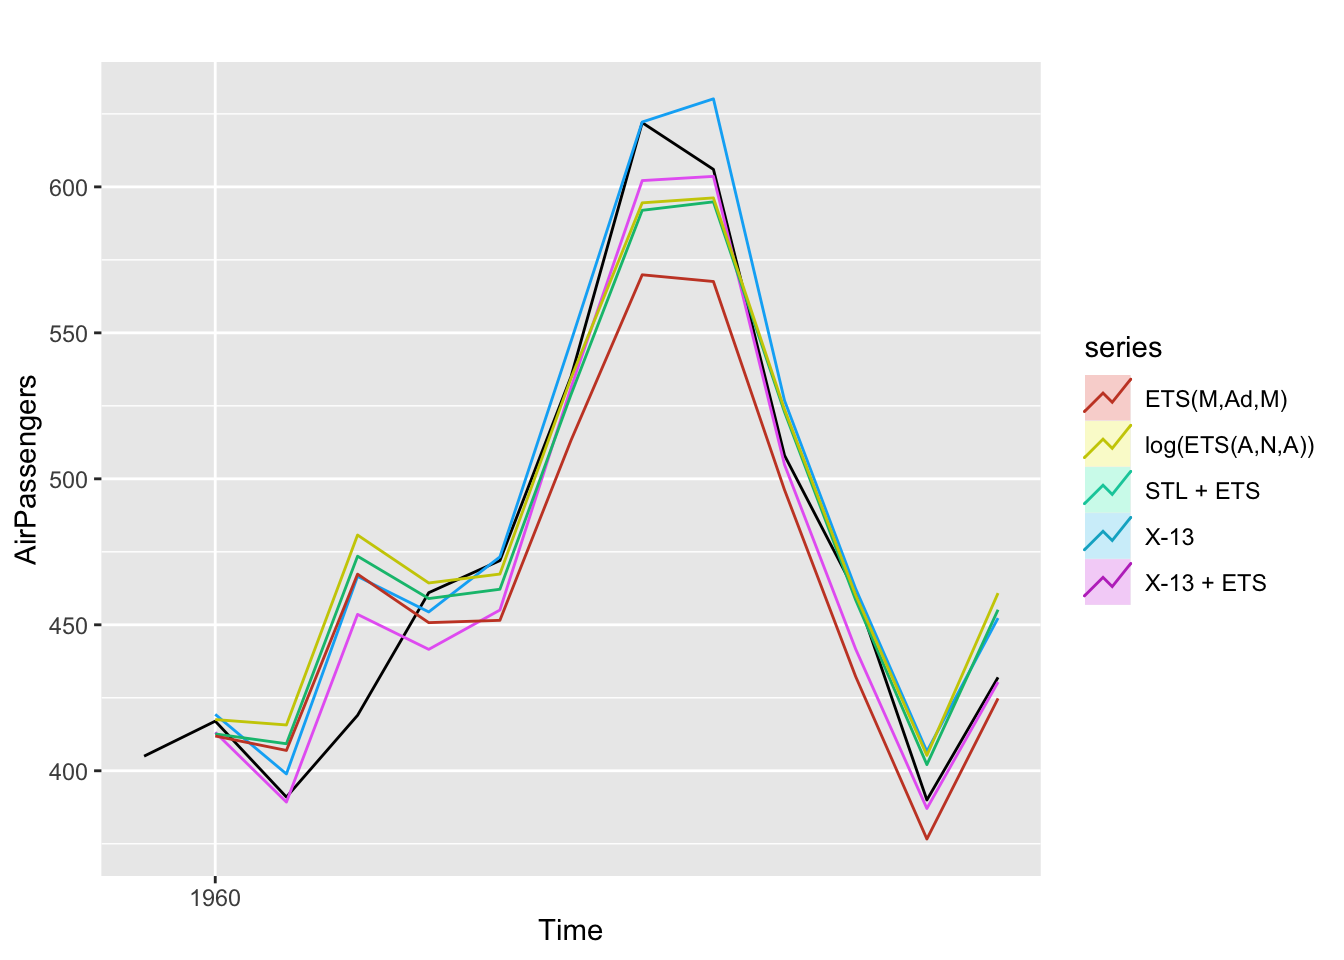 600
550
500
450
400
AirPassengers
1960
Time
series
ETS(M,Ad,M)
log(ETS(A,N,A))
STL + ETS
X-13
X-13 + ETS